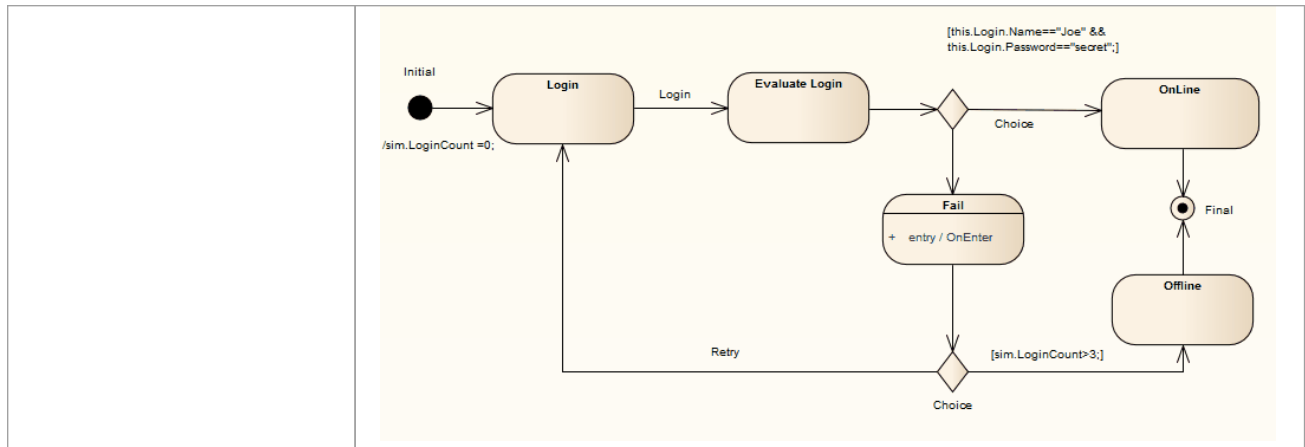 [this.Login.Name=="Joe" &&
this.Login.Password=="secret";]
Initial
Login
Login
Evaluate Login
OnLine
Choice
/sim.LoginCount =0;
Fail
+ entry / OnEnter
Final
Offline
Retry
[sim.LoginCount>3;]
Choice